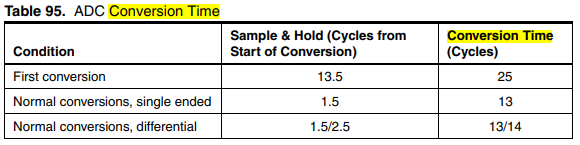 Table 95. ADC Conversion Time
Condition Sample & Hold (Cycles from Start of Conversion) Conversion Time (Cycles)
First conversion 13.5 25
Normal conversions, single ended 1.5 13
Normal conversions, differential 1.5/2.5 13/14